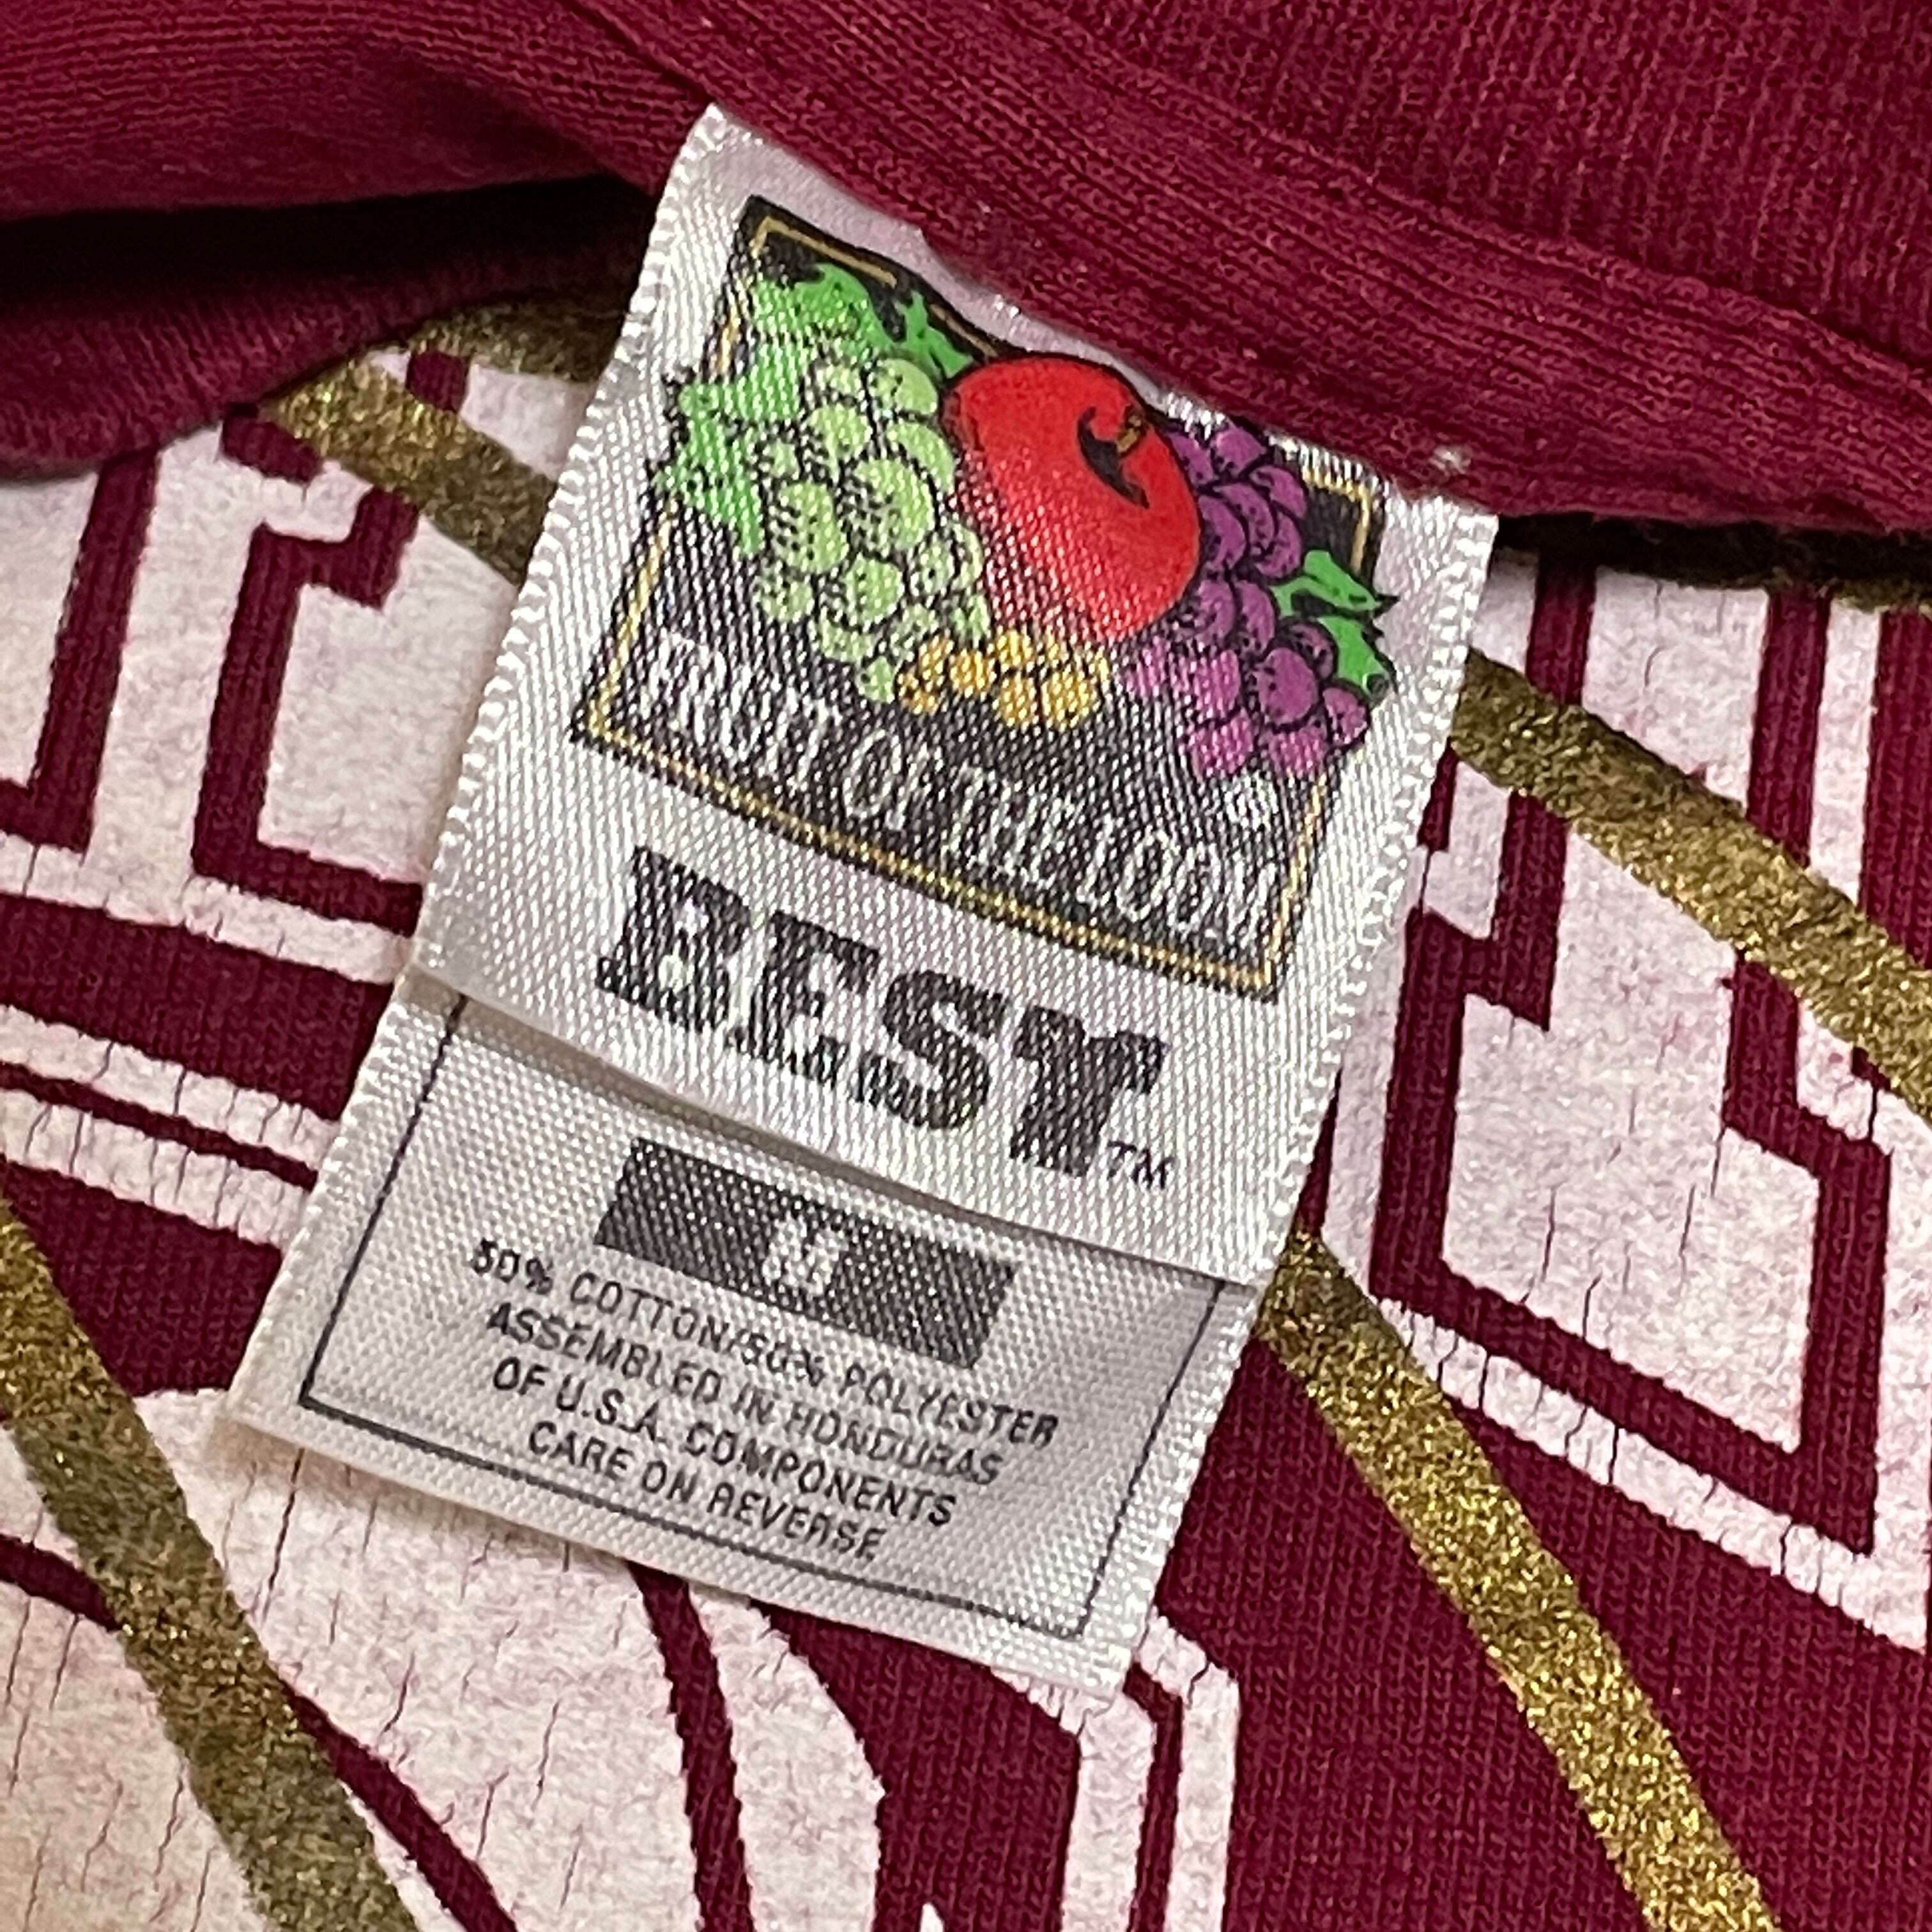 FRUIT OF THE LOOM ®
BEST™
M
50% COTTON/50% POLYESTER
ASSEMBLED IN HONDURAS
OF U.S.A. COMPONENTS
CARE ON REVERSE